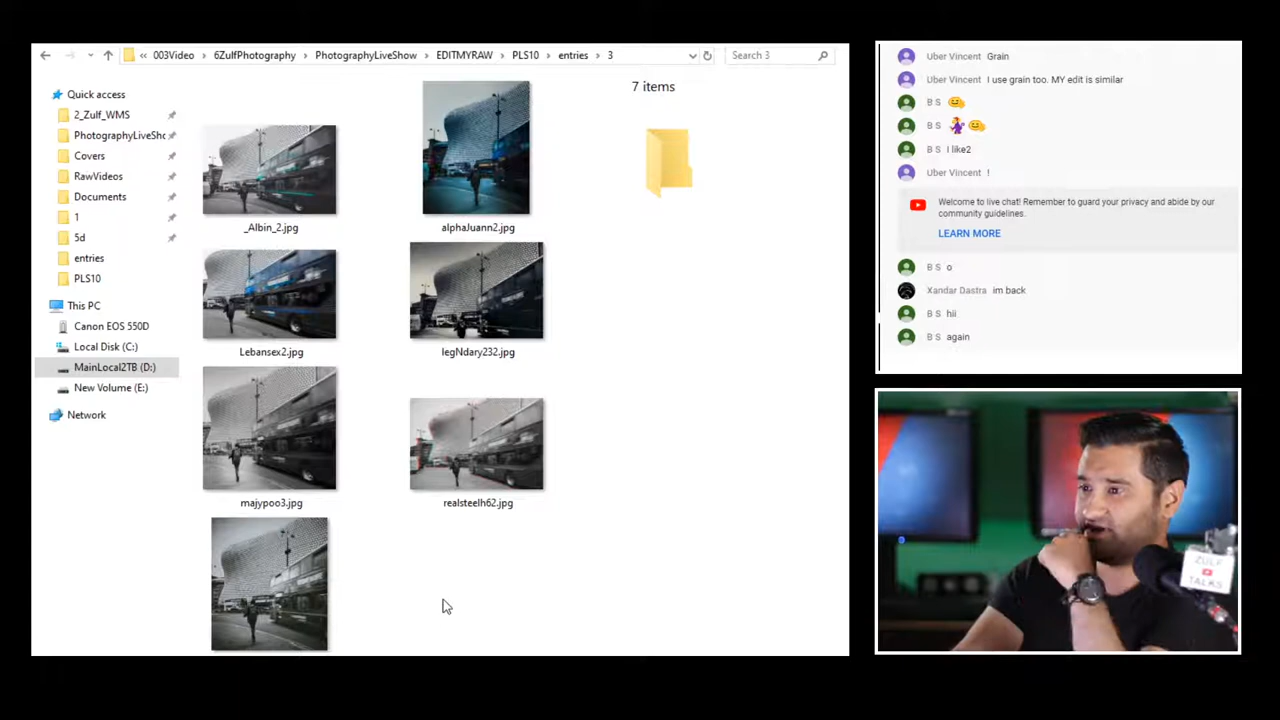 003Video
6ZulfPhotography
PhotographyLiveShow
EDITMYRAW
PLS10
entries
3
Search 3
Quick access
2_Zulf_WMS
PhotographyLiveSho
Covers
RawVideos
Documents
1
5d
entries
PLS10
This PC
Canon EOS 550D
Local Disk (C:)
MainLocal2TB (D:)
New Volume (E:)
Network
_Albin_2.jpg
alphaJuann2.jpg
Lebansex2.jpg
legNdary232.jpg
majypoo3.jpg
realsteelh62.jpg
7 items
Uber Vincent Grain
Uber Vincent I use grain too. MY edit is similar
B S
B S
B S I like2
Uber Vincent !
Welcome to live chat! Remember to guard your privacy and abide by our
community guidelines.
LEARN MORE
B S o
Xandar Dastra im back
B S hii
B S again
ZULF
TALKS